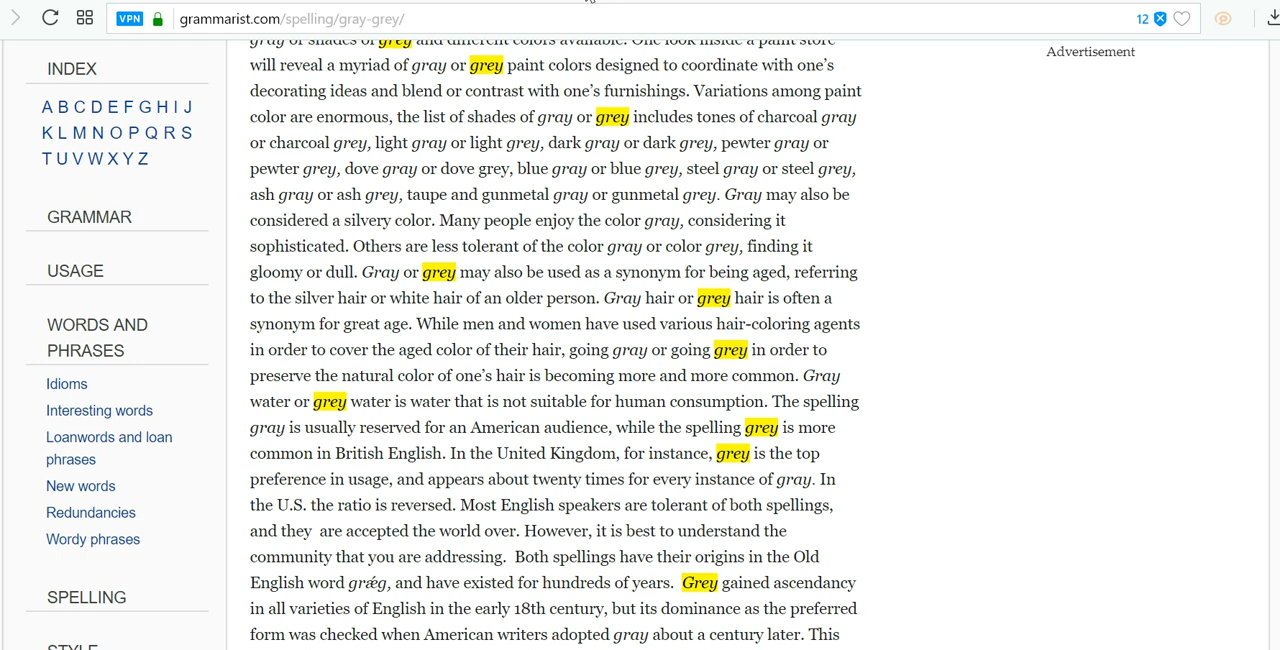 VPN grammarist.com/spelling/gray-grey/ 12
INDEX
A B C D E F G H I J
K L M N O P Q R S
T U V W X Y Z
GRAMMAR
USAGE
WORDS AND
PHRASES
Idioms
Interesting words
Loanwords and loan
phrases
New words
Redundancies
Wordy phrases
SPELLING
STYLE
gray or shades of grey and different colors available. One look inside a paint store
will reveal a myriad of gray or grey paint colors designed to coordinate with one’s
decorating ideas and blend or contrast with one’s furnishings. Variations among paint
color are enormous, the list of shades of gray or grey includes tones of charcoal gray
or charcoal grey, light gray or light grey, dark gray or dark grey, pewter gray or
pewter grey, dove gray or dove grey, blue gray or blue grey, steel gray or steel grey,
ash gray or ash grey, taupe and gunmetal gray or gunmetal grey. Gray may also be
considered a silvery color. Many people enjoy the color gray, considering it
sophisticated. Others are less tolerant of the color gray or color grey, finding it
gloomy or dull. Gray or grey may also be used as a synonym for being aged, referring
to the silver hair or white hair of an older person. Gray hair or grey hair is often a
synonym for great age. While men and women have used various hair-coloring agents
in order to cover the aged color of their hair, going gray or going grey in order to
preserve the natural color of one’s hair is becoming more and more common. Gray
water or grey water is water that is not suitable for human consumption. The spelling
gray is usually reserved for an American audience, while the spelling grey is more
common in British English. In the United Kingdom, for instance, grey is the top
preference in usage, and appears about twenty times for every instance of gray. In
the U.S. the ratio is reversed. Most English speakers are tolerant of both spellings,
and they are accepted the world over. However, it is best to understand the
community that you are addressing. Both spellings have their origins in the Old
English word grǽg, and have existed for hundreds of years. Grey gained ascendancy
in all varieties of English in the early 18th century, but its dominance as the preferred
form was checked when American writers adopted gray about a century later. This
Advertisement